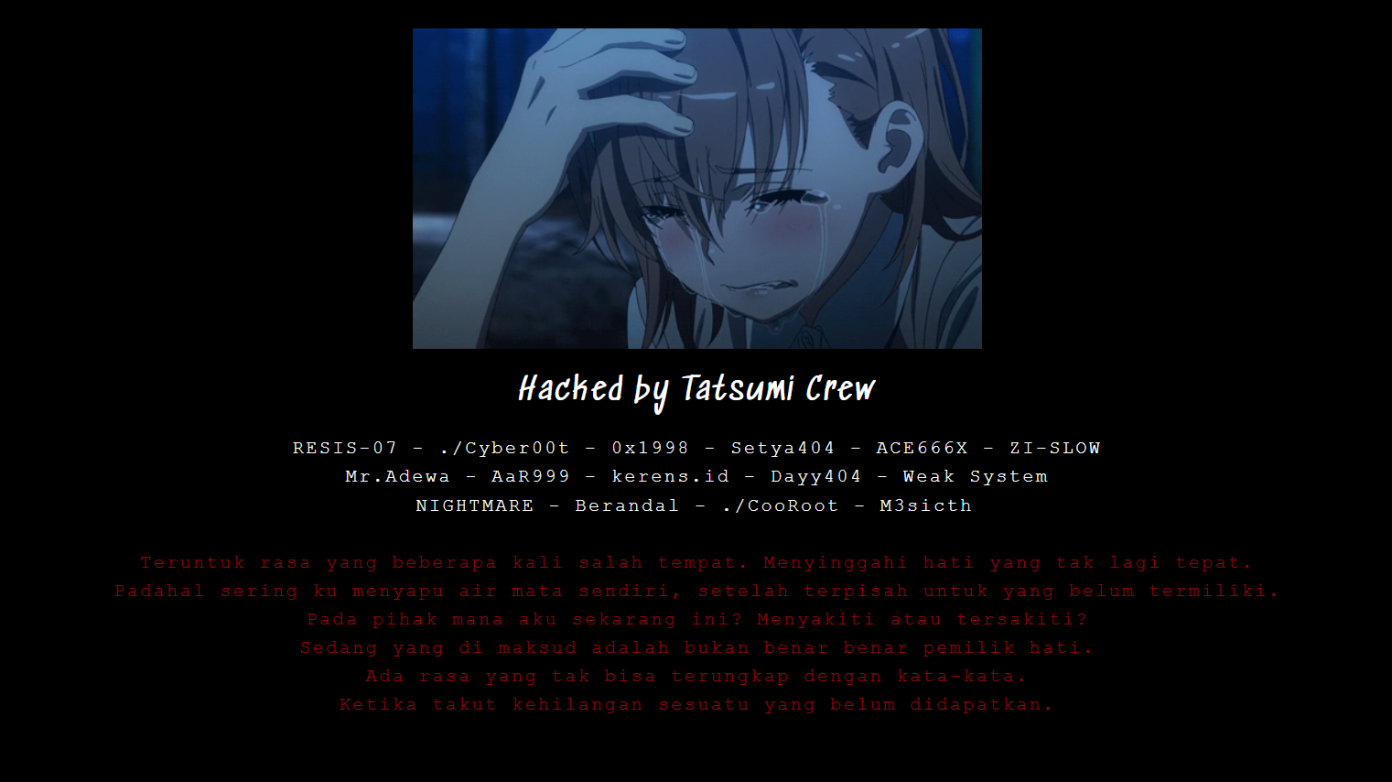 Hacked by Tatsumi Crew
RESIS-07 - ./Cyber00t - 0x1998 - Setya404 - ACE666X - ZI-SLOW
Mr.Adewa - AaR999 - kerens.id - Dayy404 - Weak System
NIGHTMARE - Berandal - ./CooRoot - M3sicth
Teruntuk rasa yang beberapa kali salah tempat. Menyinggahi hati yang tak lagi tepat.
Padahal sering ku menyapu air mata sendiri, setelah terpisah untuk yang belum termiliki.
Pada pihak mana aku sekarang ini? Menyakiti atau tersakiti?
Sedang yang di maksud adalah bukan benar benar pemilik hati.
Ada rasa yang tak bisa terungkap dengan kata-kata.
Ketika takut kehilangan sesuatu yang belum didapatkan.